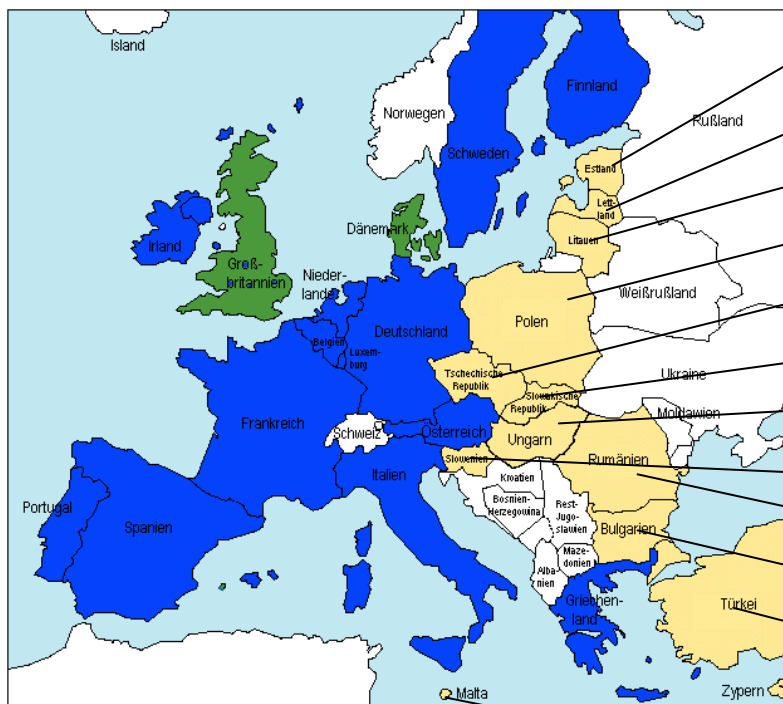 Island
Finnland
Norwegen
Rußland
Schweden
Estland
Lett-
land
Dänemark
Litauen
Irland
Groß-
britannien
Nieder-
lande
Weißrußland
Polen
Deutschland
Belgien
Luxem-
burg
Tschechische
Republik
Ukraine
Slowakische
Republik
Moldawien
Frankreich
Schweiz
Österreich
Ungarn
Slowenien
Rumänien
Italien
Kroatien
Bosnien-
Herzegowina
Rest-
Jugo-
slawien
Portugal
Spanien
Bulgarien
Maze-
donien
Alba-
nien
Griechen-
land
Türkei
Malta
Zypern